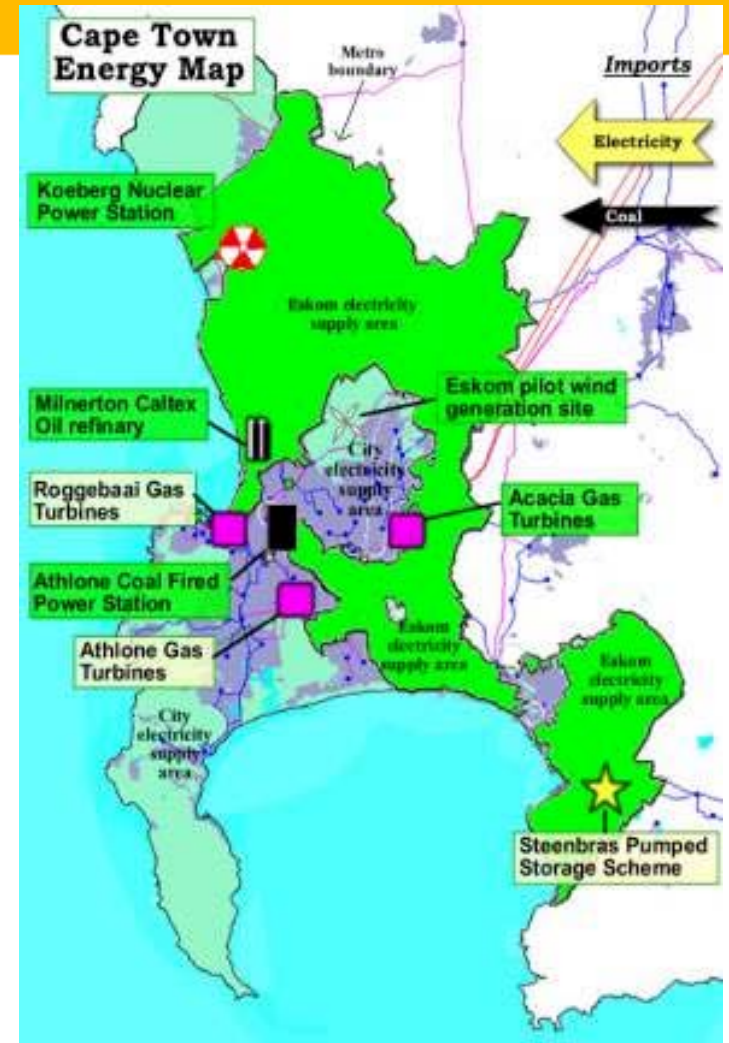 Cape Town
Energy Map
Metro
boundary
Imports
Electricity
Coal
Koeberg Nuclear
Power Station
Eskom electricity
supply area
Milnerton Caltex
Oil refinary
Eskom pilot wind
generation site
City
electricity
supply
area
Roggebaai Gas
Turbines
Acacia Gas
Turbines
Athlone Coal Fired
Power Station
Athlone Gas
Turbines
Eskom
electricity
supply area
Eskom
electricity
supply area
City
electricity
supply
area
Steenbras Pumped
Storage Scheme